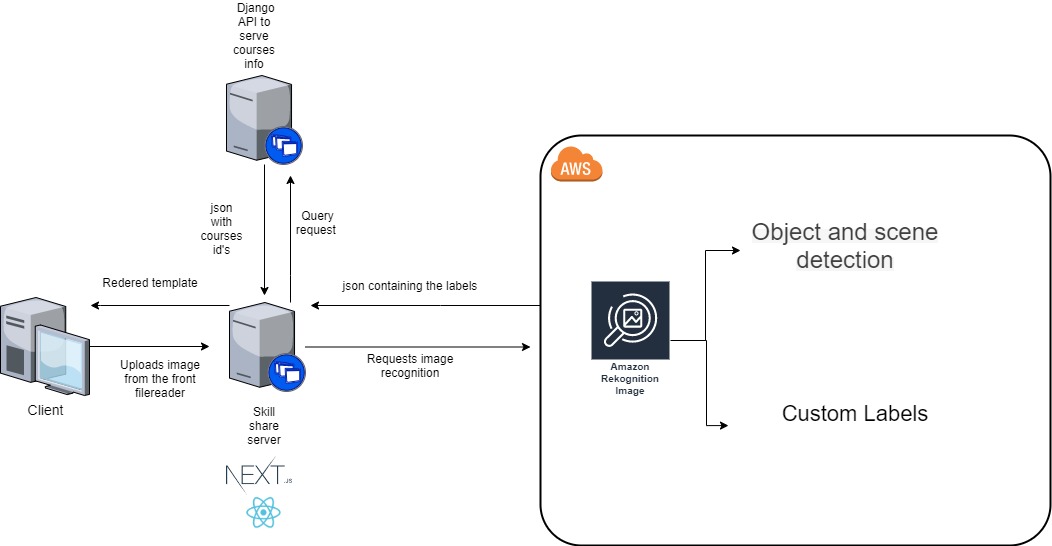 Django
API to
serve
courses
info
json
with
courses
id's
Query
request
AWS
Object and scene
detection
Redered template
json containing the labels
Uploads image
from the front
filereader
Requests image
recognition
Amazon
Rekognition
Image
Client
Skill
share
server
Custom Labels
NEXT.JS